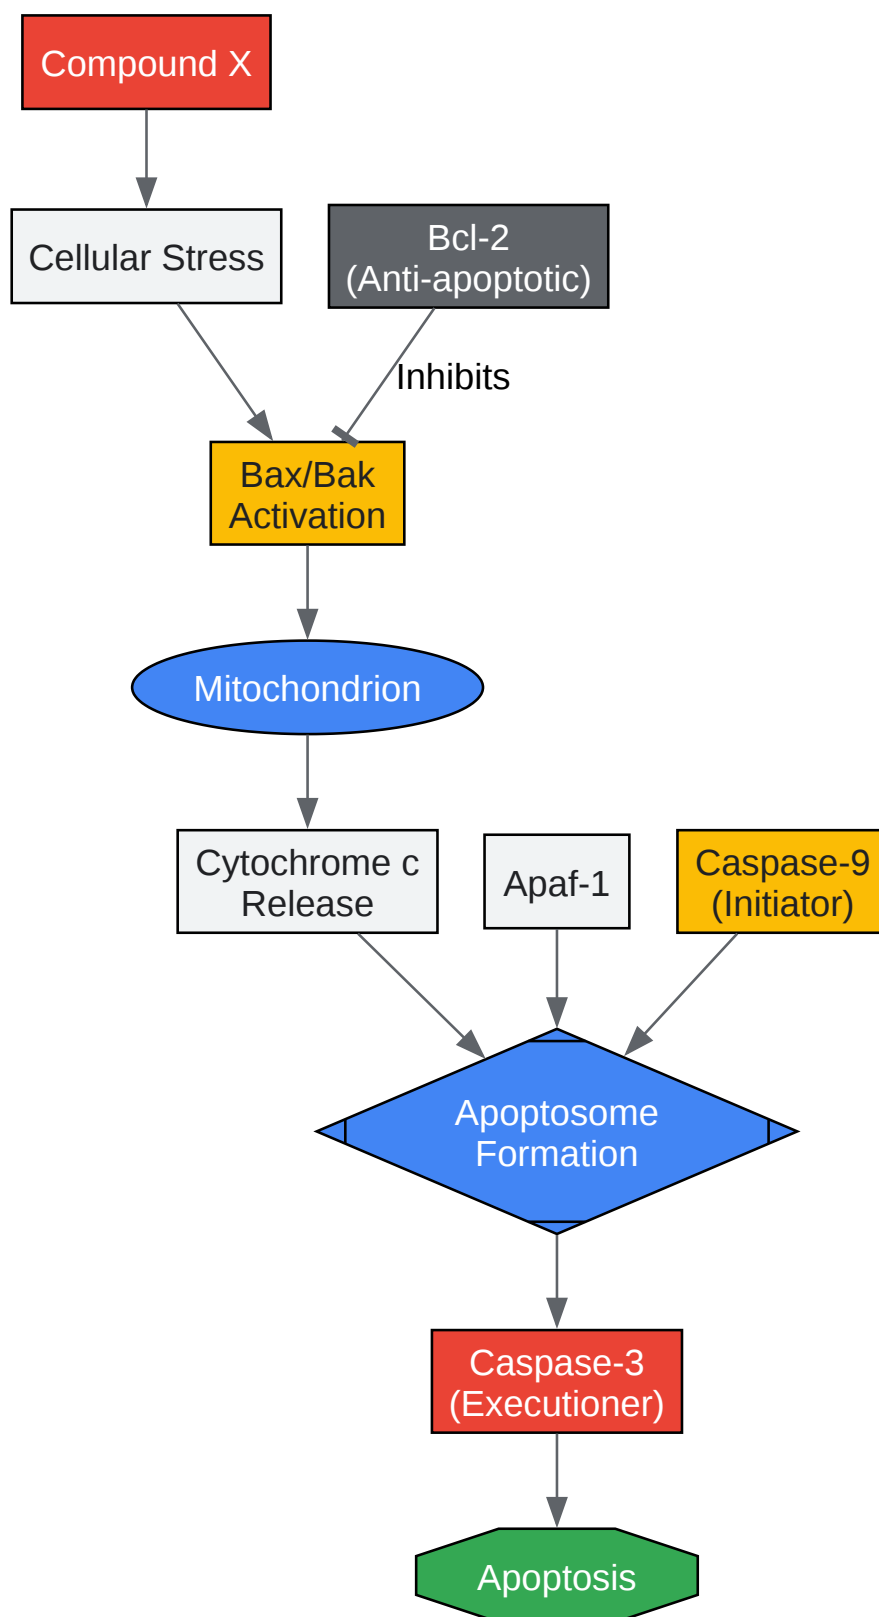 Compound X
Cellular Stress
Bcl-2
(Anti-apoptotic)
Inhibits
Bax/Bak
Activation
Mitochondrion
Cytochrome c
Release
Apaf-1
Caspase-9
(Initiator)
Apoptosome
Formation
Caspase-3
(Executioner)
Apoptosis